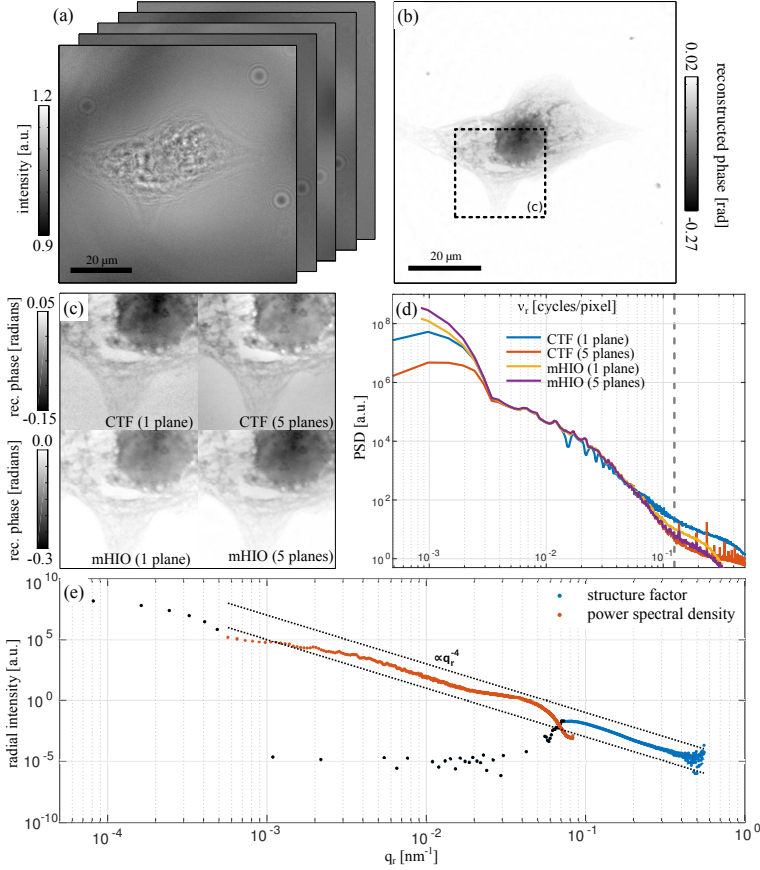 (a)
intensity [a.u.]
1.2
0.9
20 µm
(b)
(c)
20 µm
0.02
reconstructed phase [rad]
-0.27
(c)
rec. phase [radians]
0.05
-0.15
CTF (1 plane)
CTF (5 planes)
rec. phase [radians]
0.0
-0.3
mHIO (1 plane)
mHIO (5 planes)
(d)
ν_r [cycles/pixel]
CTF (1 plane)
CTF (5 planes)
mHIO (1 plane)
mHIO (5 planes)
PSD [a.u.]
10^8
10^6
10^4
10^2
10^0
10^-3
10^-2
10^-1
(e)
structure factor
power spectral density
∝q_r^-4
radial intensity [a.u.]
10^10
10^5
10^0
10^-5
10^-10
10^-4
10^-3
10^-2
10^-1
10^0
q_r [nm^-1]